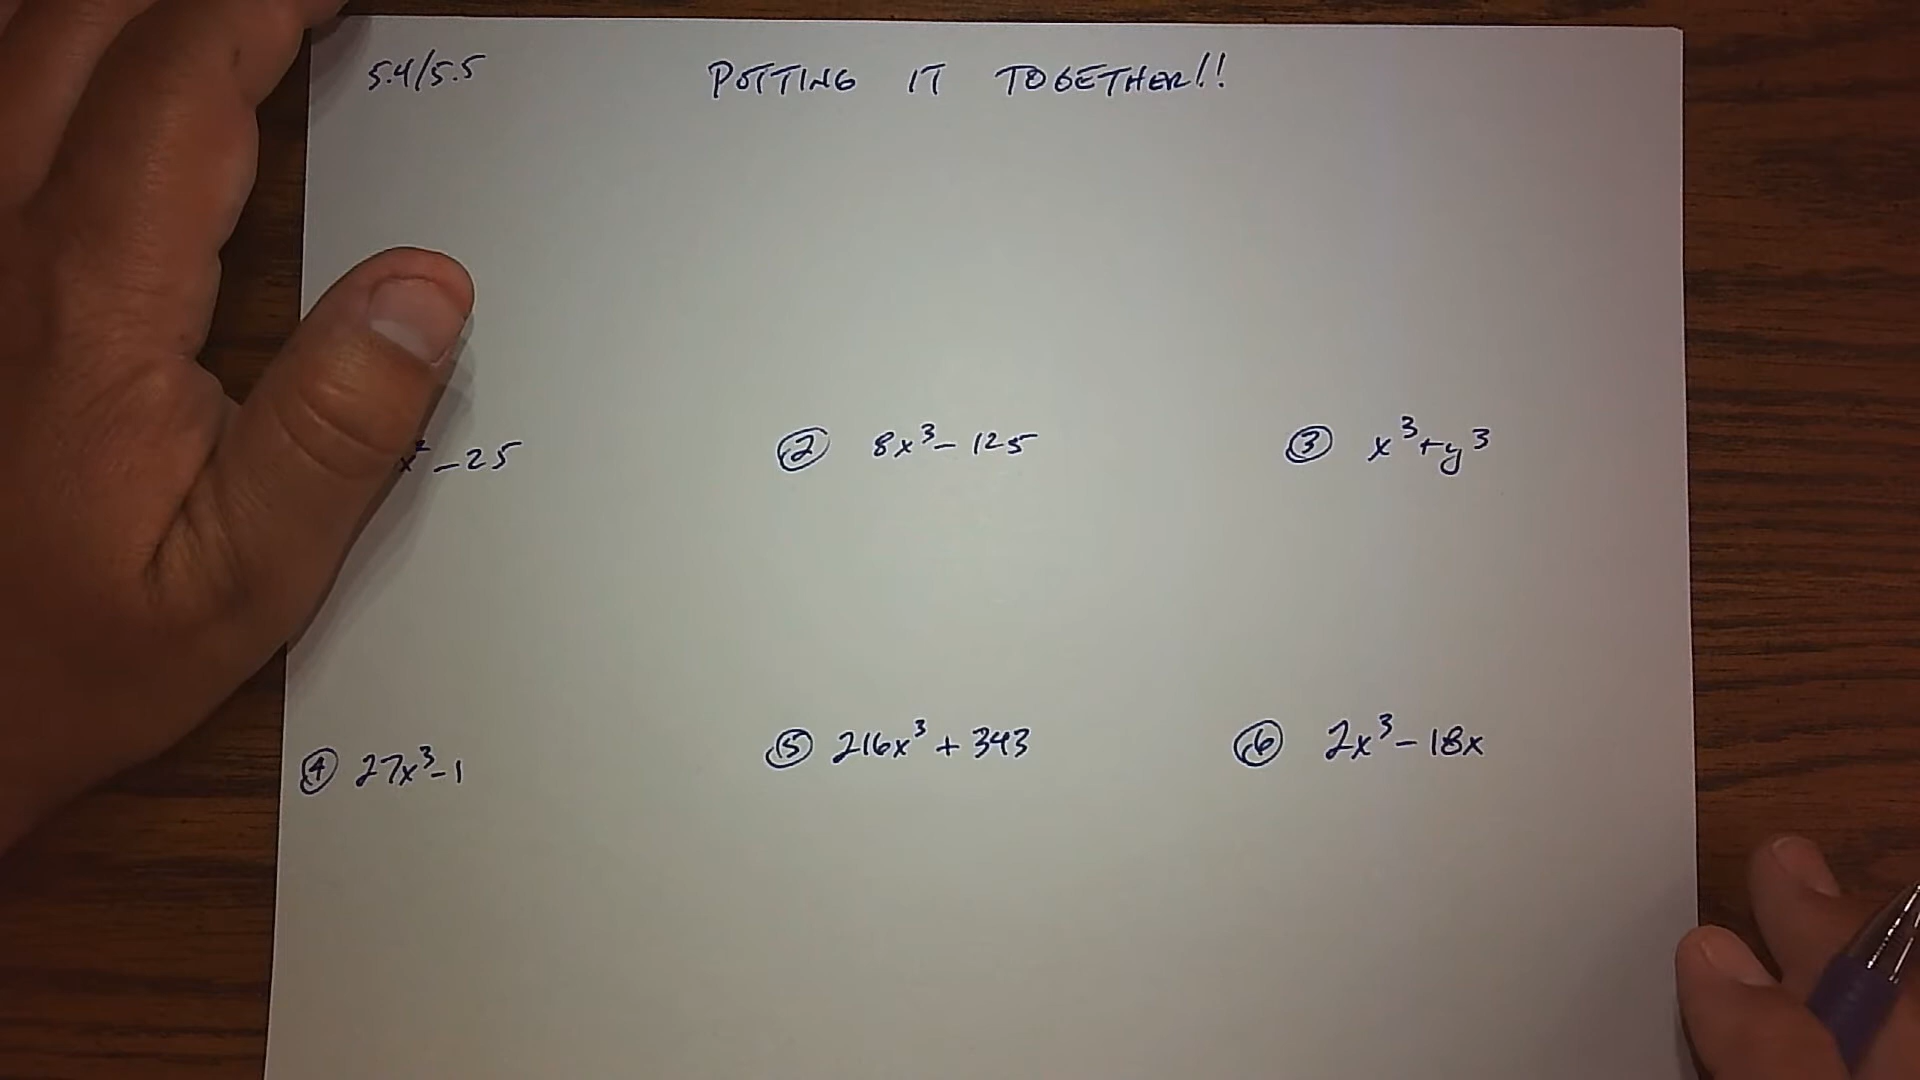 5.4/5.5 PUTTING IT TOGETHER!!
x² - 25 ② 8x³ - 125 ③ x³ + y³
④ 27x³ - 1 ⑤ 216x³ + 343 ⑥ 2x³ - 18x